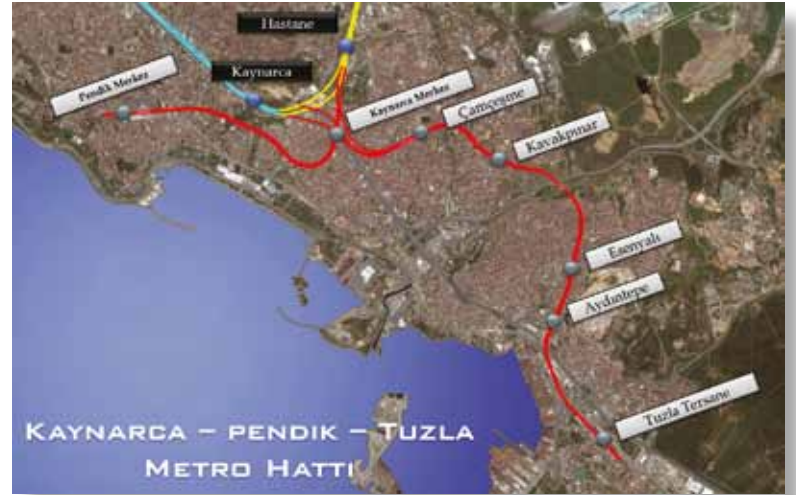 Hastane
Kaynarca
Pendik Merkez
Kaynarca Merkez
Çamçeşme
Kavakpınar
Esenyalı
Aydıntepe
Tuzla Tersane
KAYNARCA – PENDIK – TUZLA
METRO HATTI